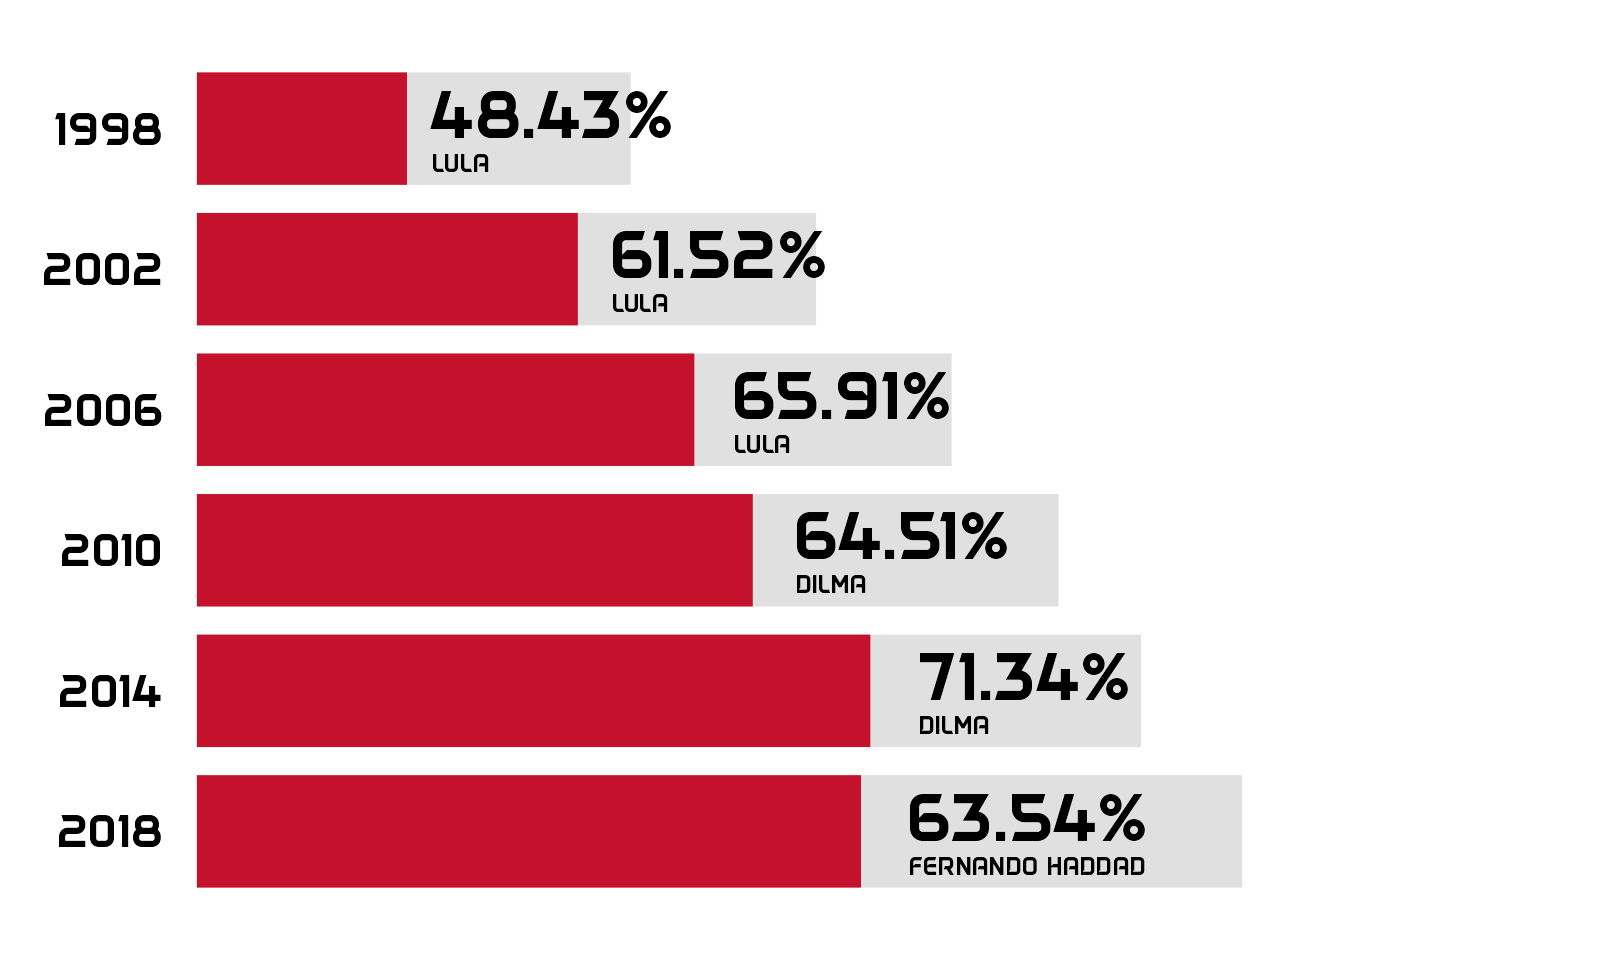 1998
48.43%
LULA
2002
61.52%
LULA
2006
65.91%
LULA
2010
64.51%
DILMA
2014
71.34%
DILMA
2018
63.54%
FERNANDO HADDAD